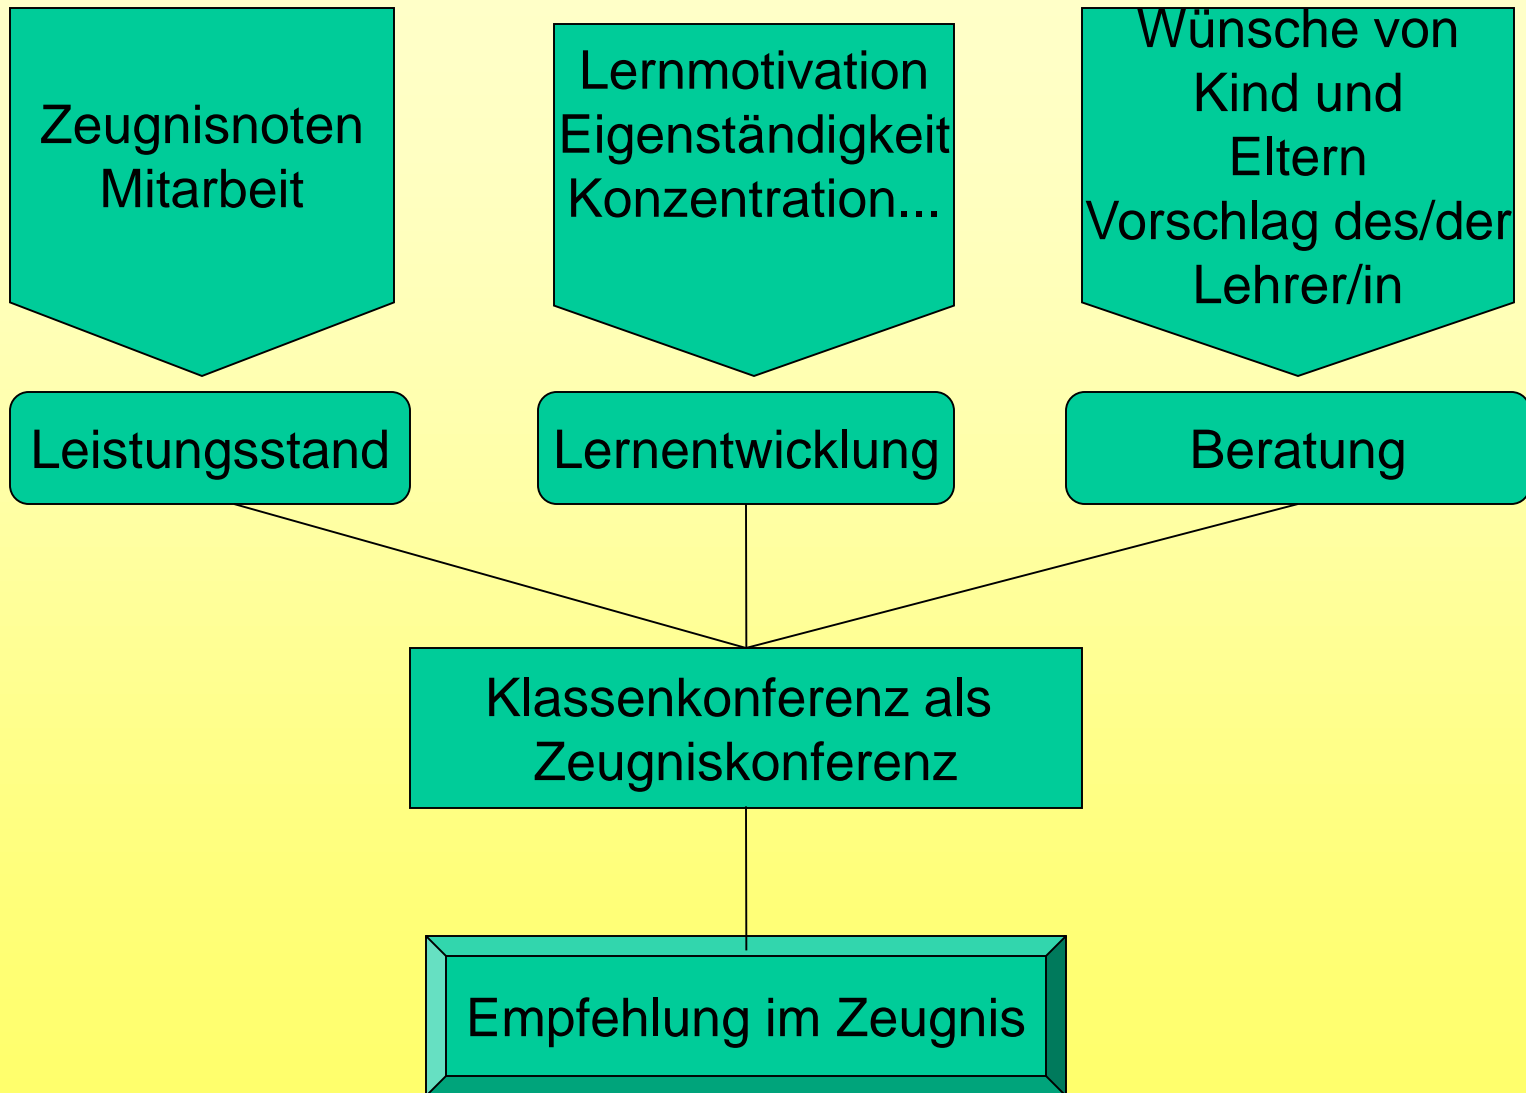 Zeugnisnoten
Mitarbeit
Lernmotivation
Eigenständigkeit
Konzentration...
Wünsche von
Kind und
Eltern
Vorschlag des/der
Lehrer/in
Leistungsstand
Lernentwicklung
Beratung
Klassenkonferenz als
Zeugniskonferenz
Empfehlung im Zeugnis